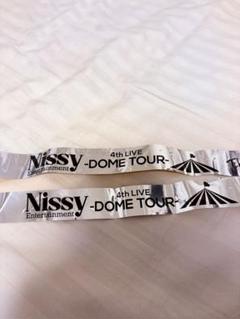 Nissy
Entertainment
4th LIVE
-DOME TOUR-
Nissy
Entertainment
4th LIVE
-DOME TOUR-